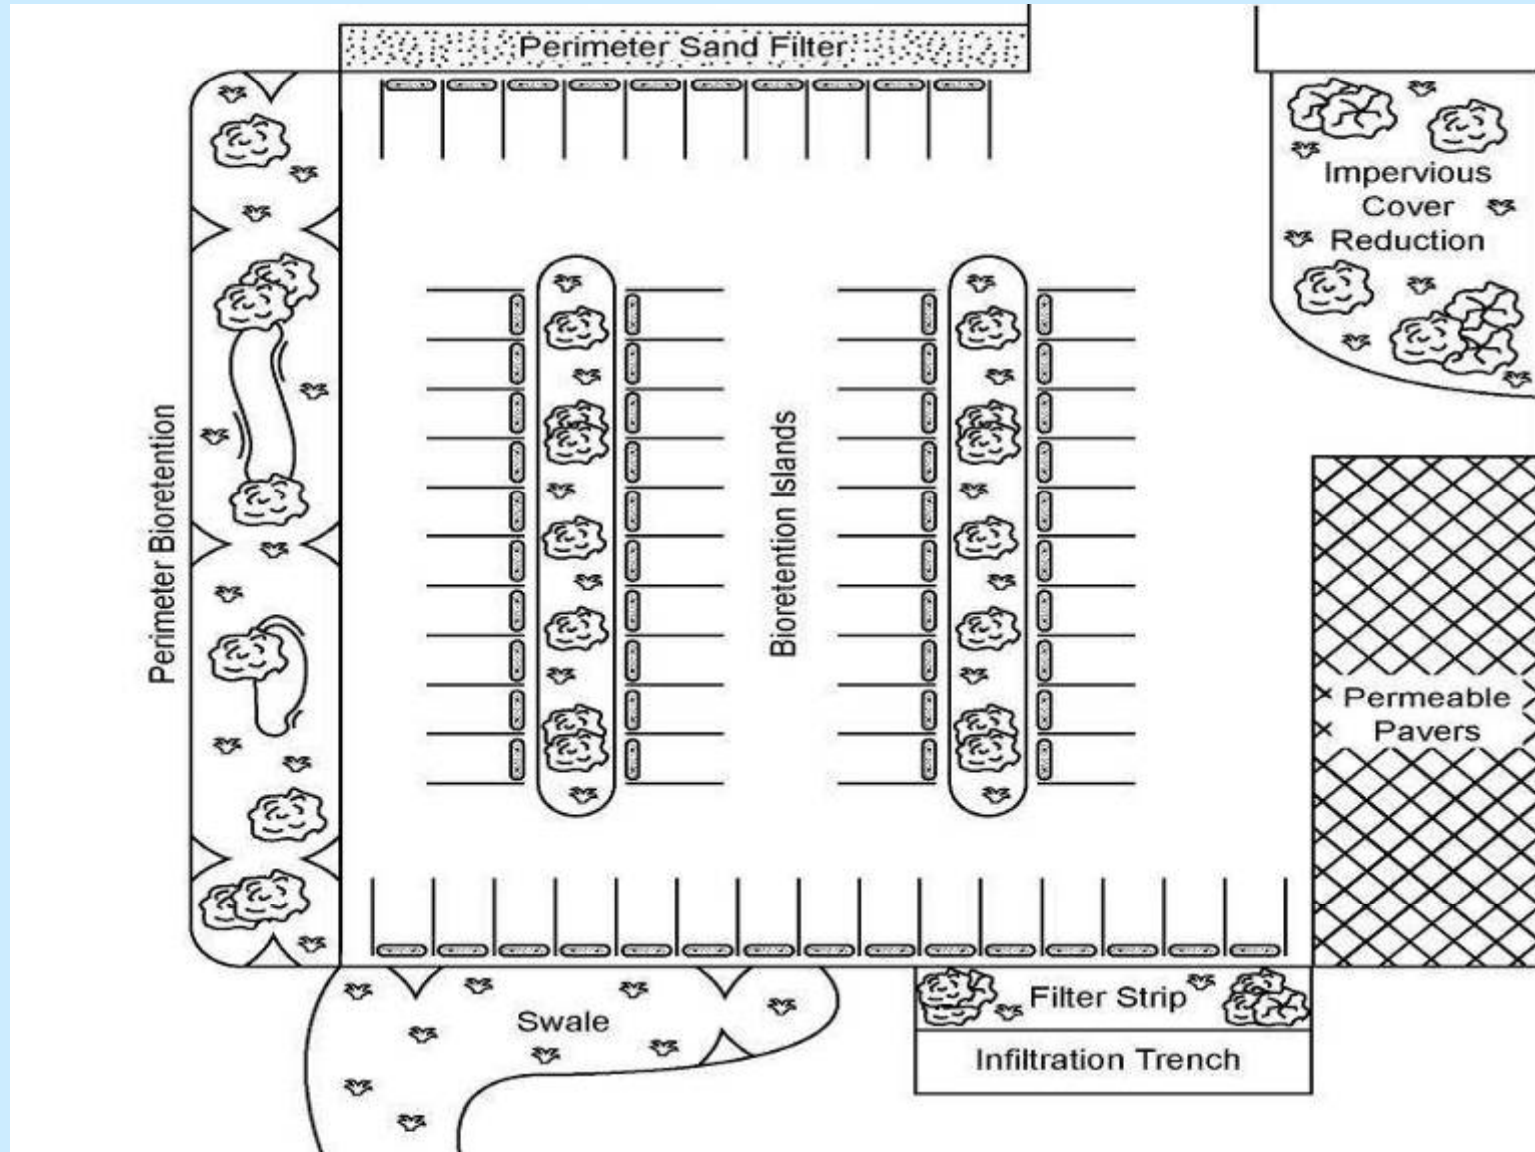 Perimeter Sand Filter
Impervious
Cover
Reduction
Perimeter Bioretention
Bioretention Islands
Permeable
Pavers
Swale
Filter Strip
Infiltration Trench